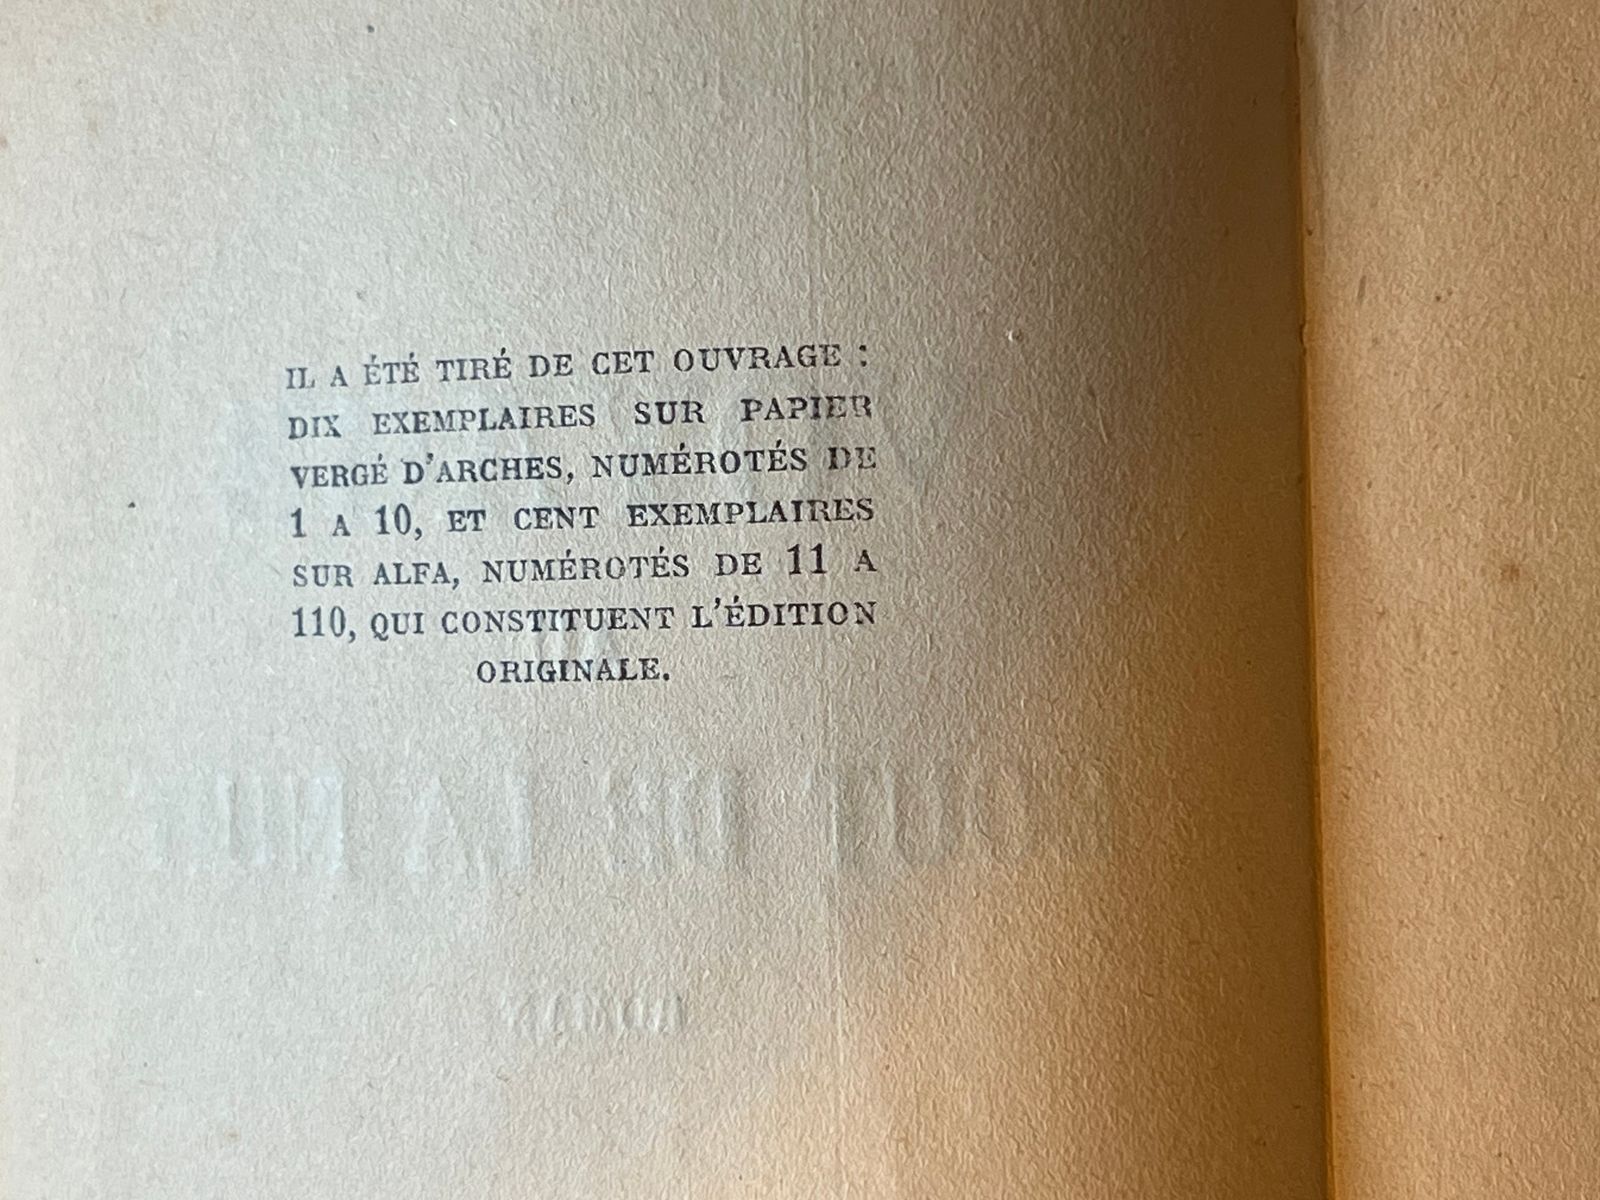 IL A ÉTÉ TIRÉ DE CET OUVRAGE :
DIX EXEMPLAIRES SUR PAPIER
VERGÉ D'ARCHES, NUMÉROTÉS DE
1 A 10, ET CENT EXEMPLAIRES
SUR ALFA, NUMÉROTÉS DE 11 A
110, QUI CONSTITUENT L'ÉDITION
ORIGINALE.